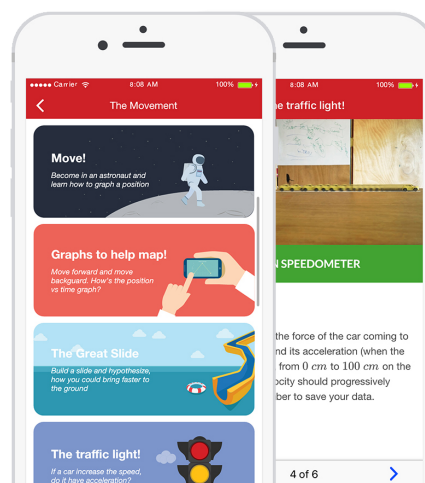 Carrier 8:08 AM 100%
The Movement
Move!
Become in an astronaut and
learn how to graph a position
Graphs to help map!
Move forward and move
backguard. How's the position
vs time graph?
The Great Slide
Build a slide and hypothesize,
how you could bring faster to
the ground
The traffic light!
If a car increase the speed,
do it have acceleration?
8:08 AM 100%
traffic light!
SPEEDOMETER
the force of the car coming to
its acceleration (when the
from 0 cm to 100 cm on the
should progressively
to save your data.
4 of 6